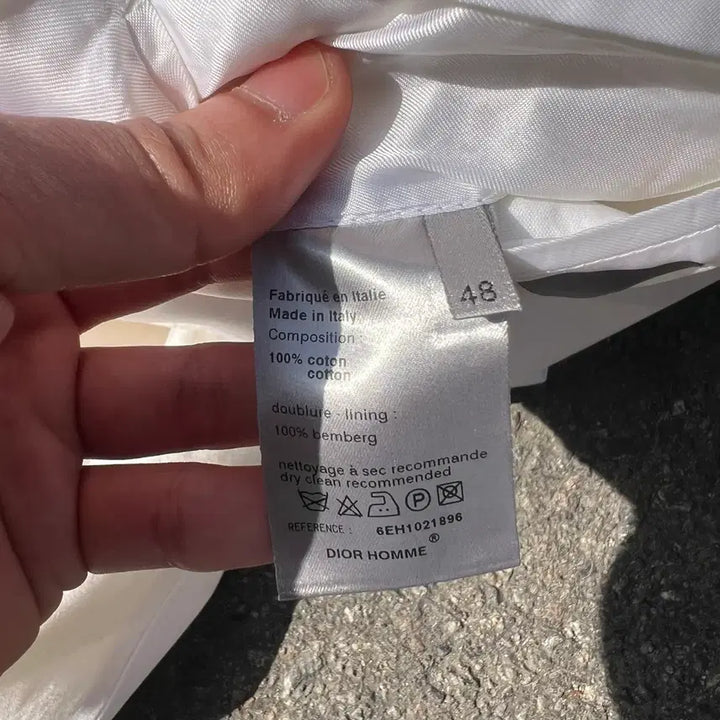 48
Fabriqué en Italie
Made in Italy
Composition :
100% coton
cotton
doublure - lining :
100% bemberg
nettoyage à sec recommande
dry clean recommended
P
REFERENCE : 6EH1021896
DIOR HOMME ®